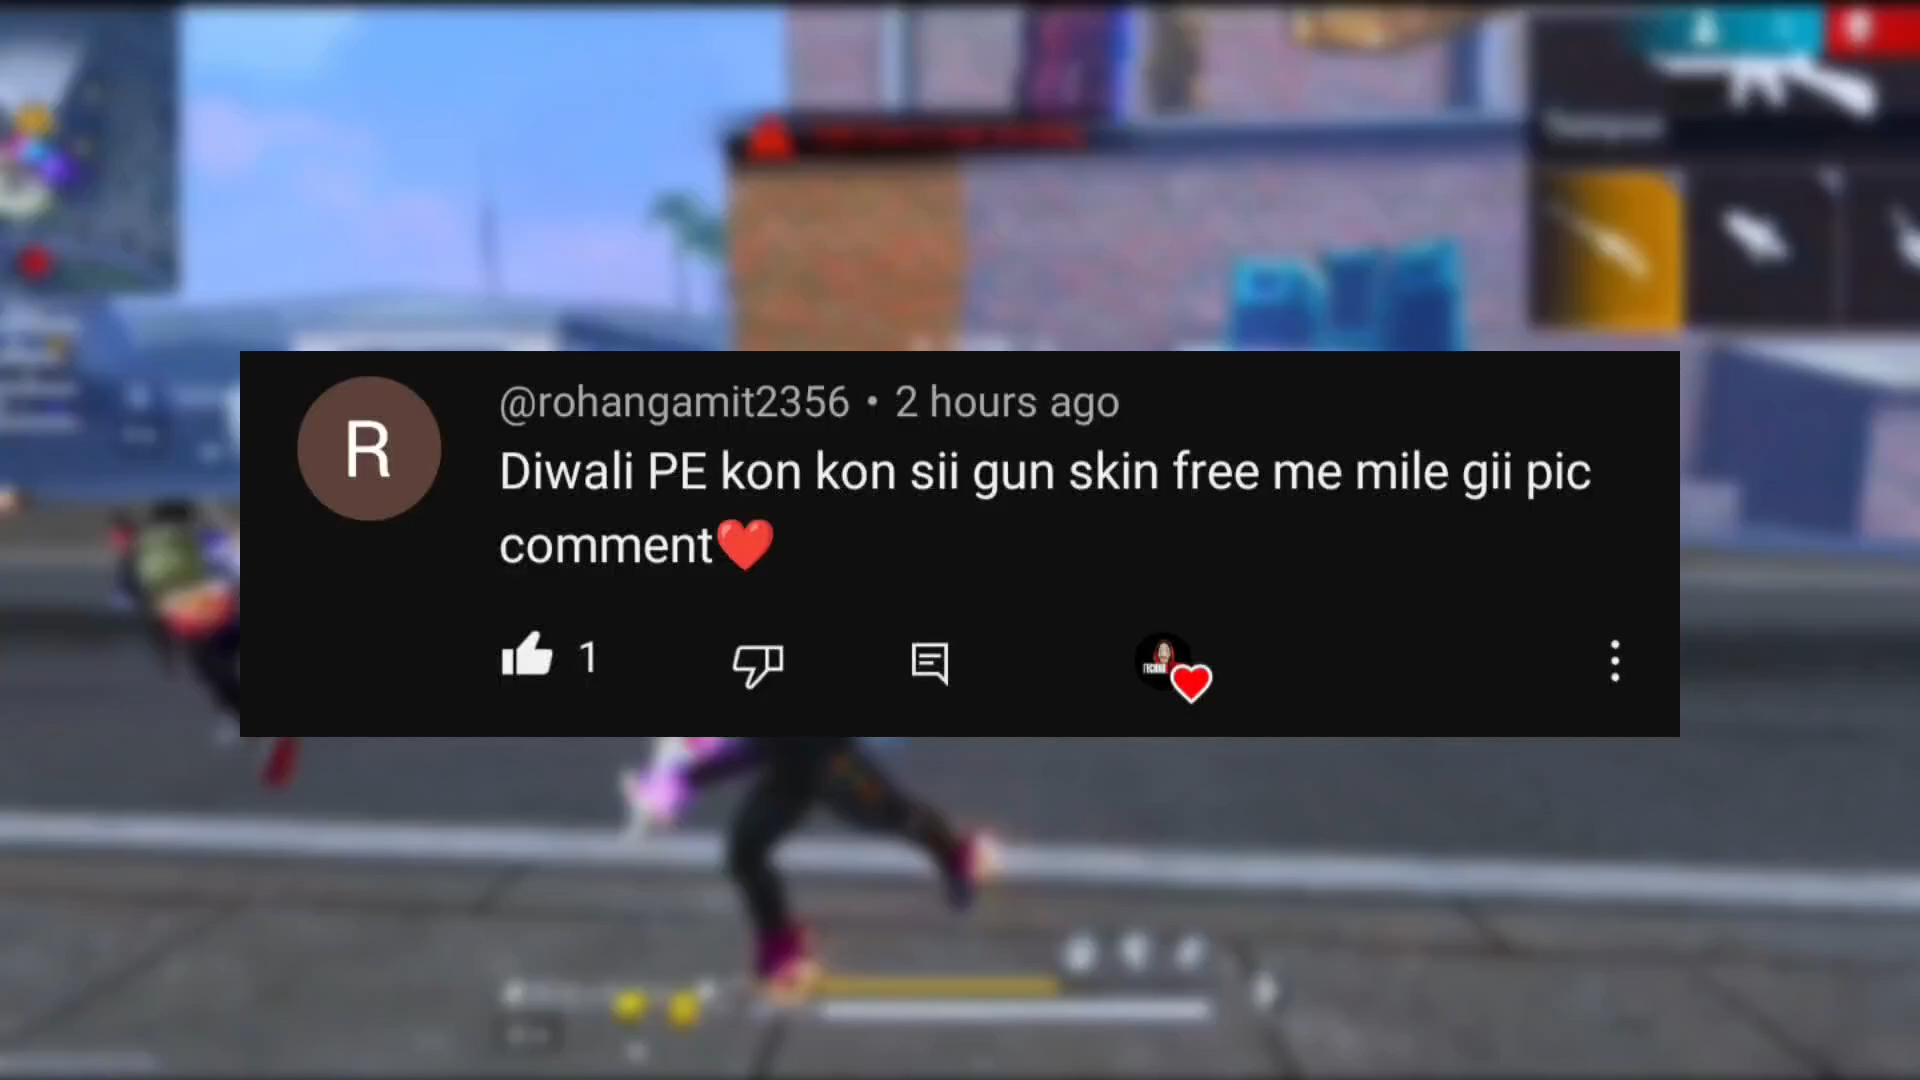 @rohangamit2356 • 2 hours ago
R
Diwali PE kon kon sii gun skin free me mile gii pic
comment❤️
1